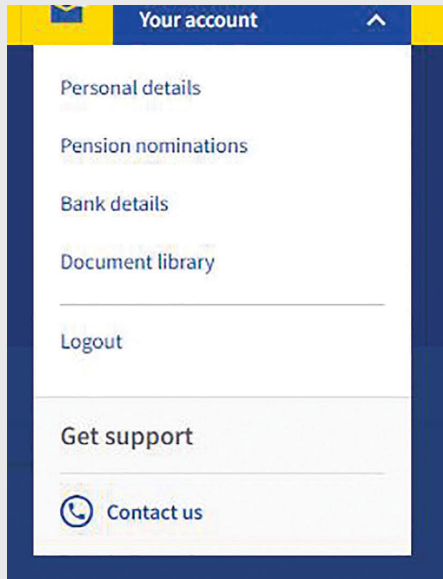 Your account
Personal details
Pension nominations
Bank details
Document library
Logout
Get support
Contact us